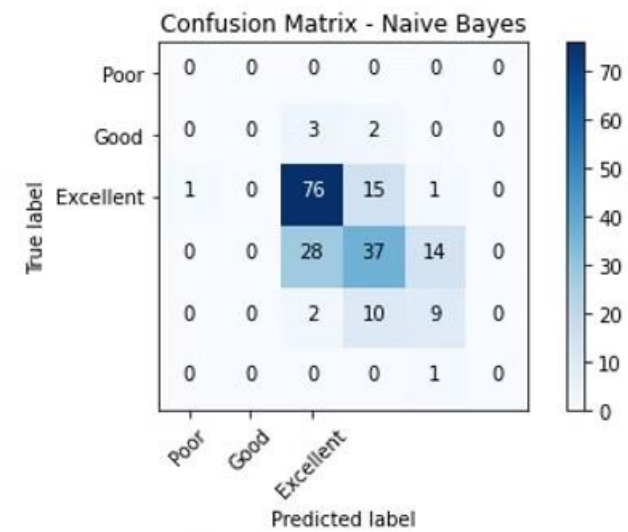 Confusion Matrix - Naive Bayes
Poor 0 0 0 0 0 0
Good 0 0 3 2 0 0
Excellent 1 0 76 15 1 0
0 0 28 37 14 0
0 0 2 10 9 0
0 0 0 0 1 0
True label
Poor Good Excellent
Predicted label
70
60
50
40
30
20
10
0